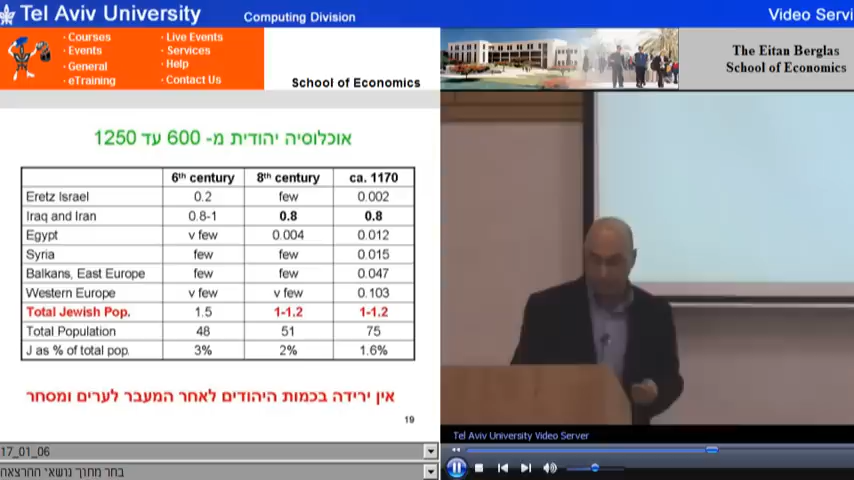 Tel Aviv University
Computing Division
Video Servi
• Courses
• Events
• General
• eTraining
• Live Events
• Services
• Help
• Contact Us
School of Economics
The Eitan Berglas
School of Economics
אוכלוסיה יהודית מ- 600 עד 1250
6th century 8th century ca. 1170
Eretz Israel 0.2 few 0.002
Iraq and Iran 0.8-1 0.8 0.8
Egypt v few 0.004 0.012
Syria few few 0.015
Balkans, East Europe few few 0.047
Western Europe v few v few 0.103
Total Jewish Pop. 1.5 1-1.2 1-1.2
Total Population 48 51 75
J as % of total pop. 3% 2% 1.6%
אין ירידה בכמות היהודים לאחר המעבר לערים ומסחר
19
Tel Aviv University Video Server
17_01_06
בחר מתוך נושאי ההרצאה